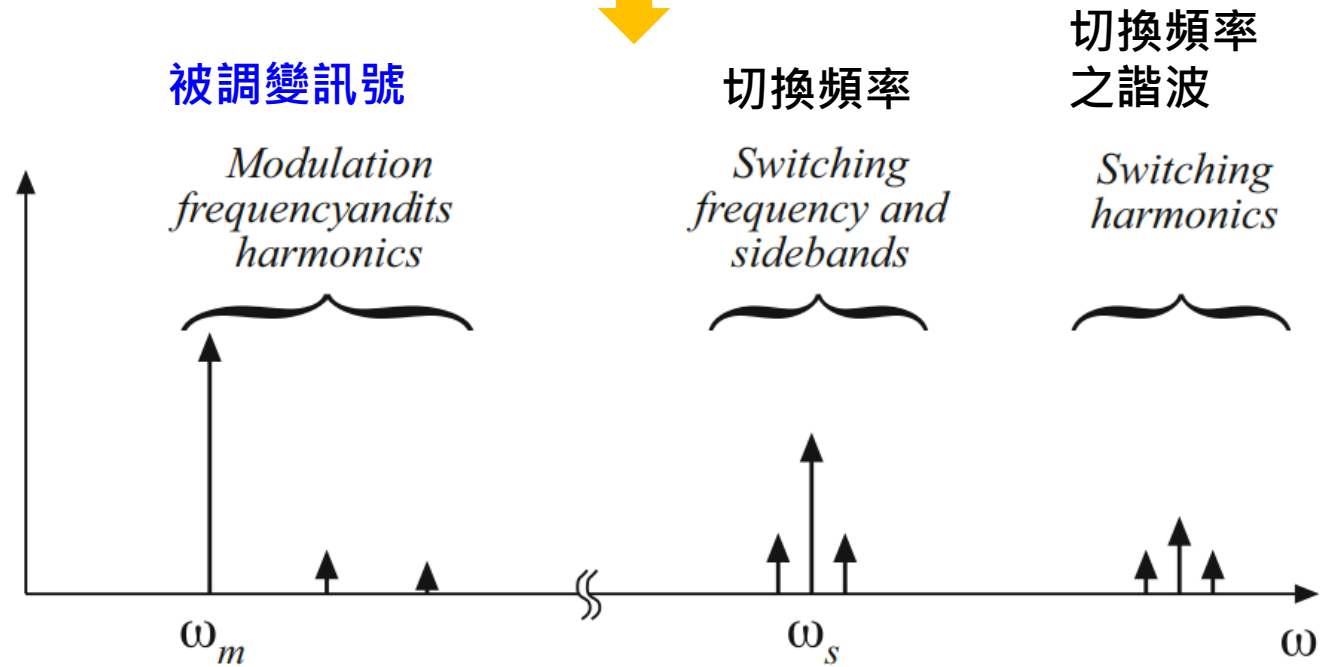 被調變訊號
切換頻率
切換頻率
之諧波
Modulation
frequencyandits
harmonics
Switching
frequency and
sidebands
Switching
harmonics
ωm
ωs
ω